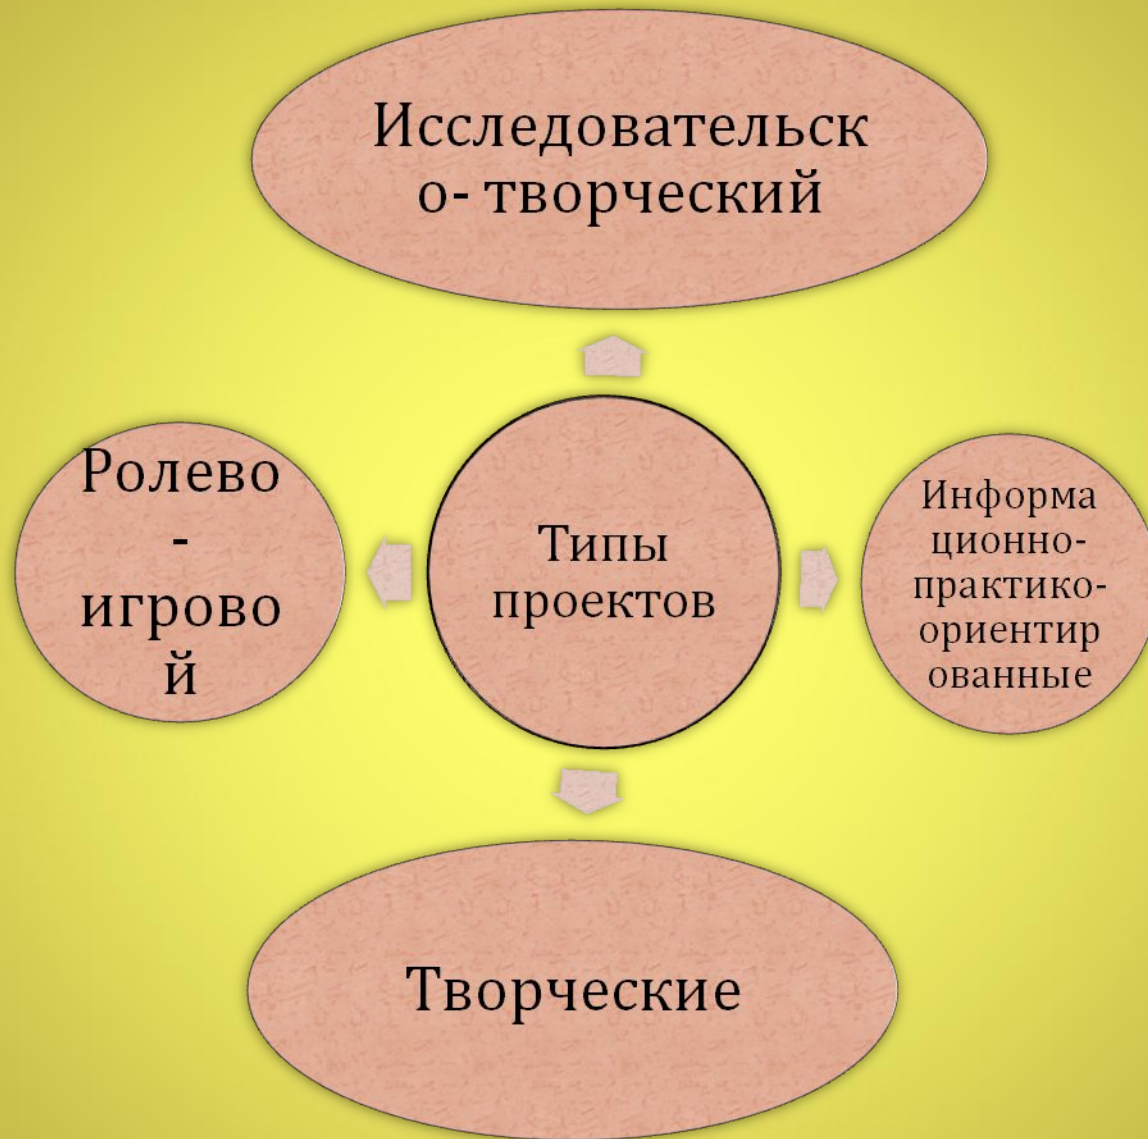 Исследовательск
о- творческий
Ролево
-
игрово
й
Типы
проектов
Информа
ционно-
практико-
ориентир
ованные
Творческие